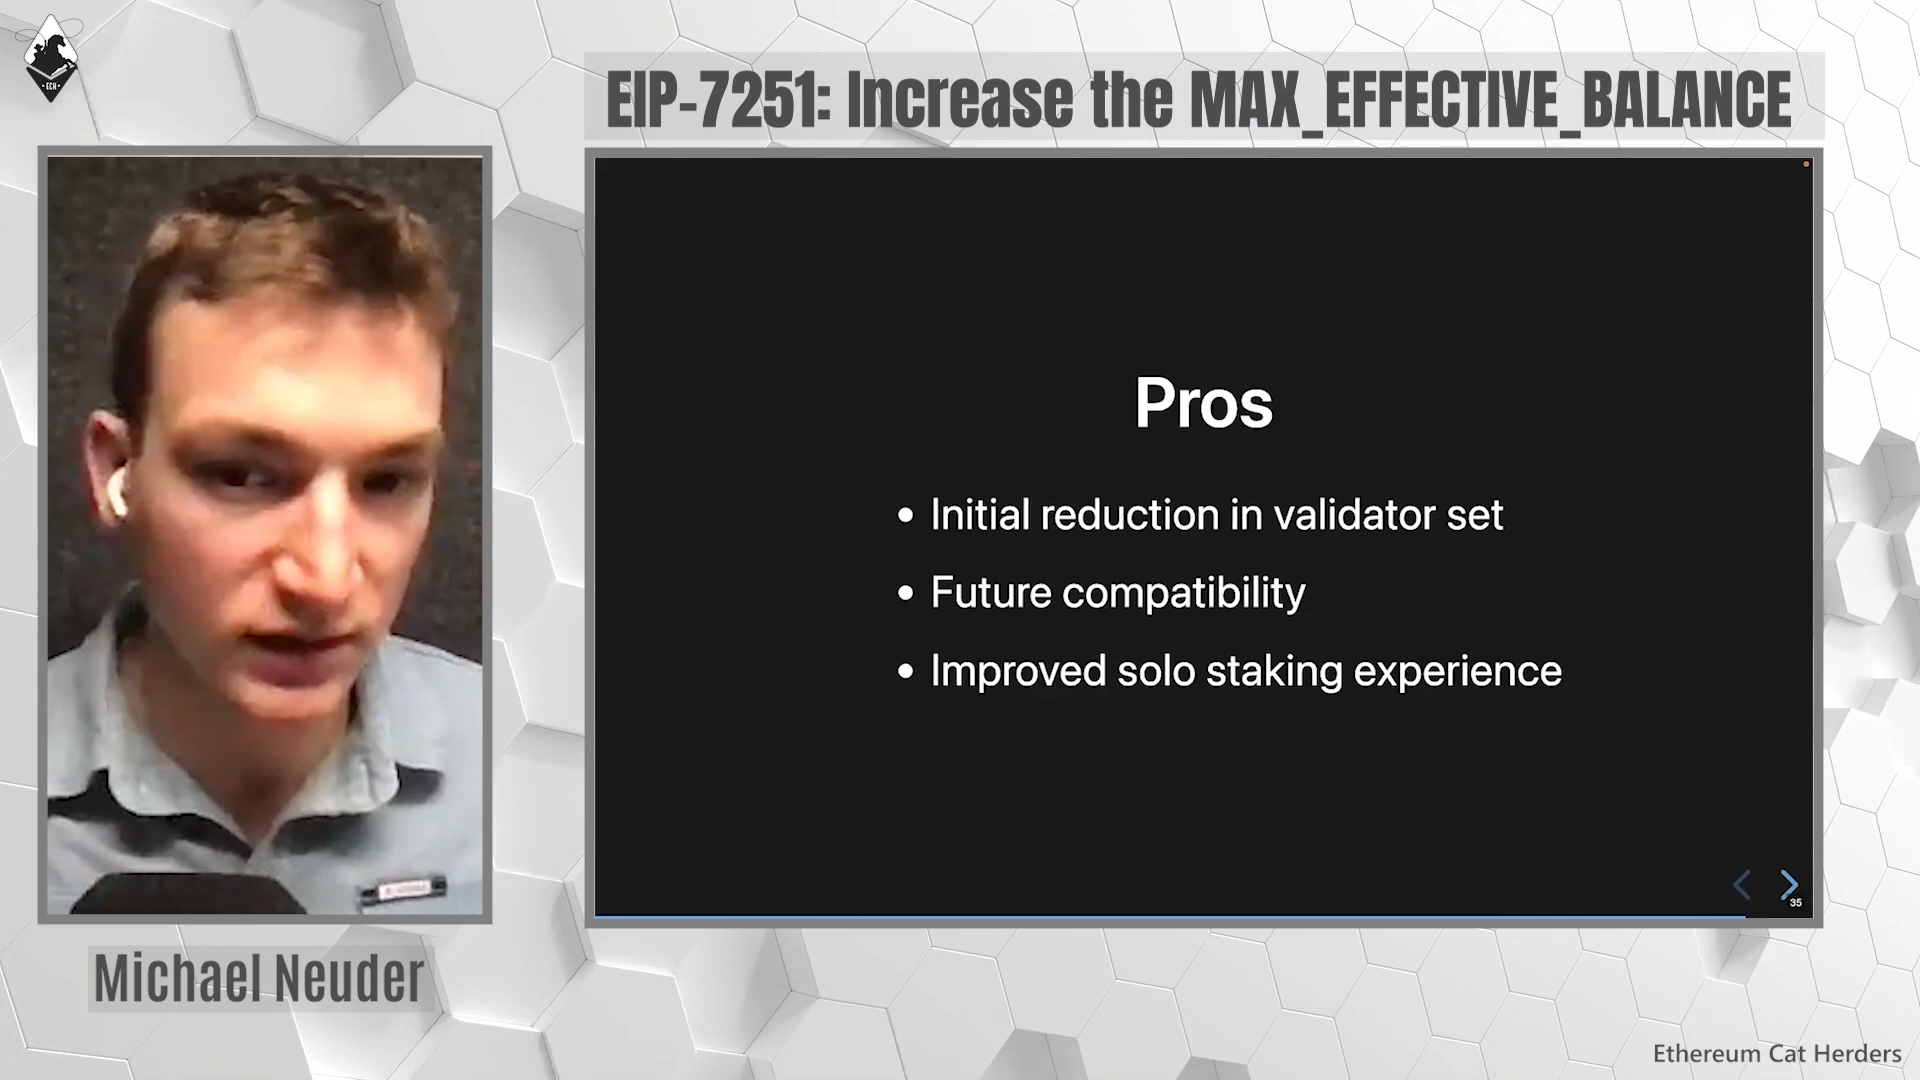 ECH
EIP-7251: Increase the MAX_EFFECTIVE_BALANCE
Pros
• Initial reduction in validator set
• Future compatibility
• Improved solo staking experience
35
Michael Neuder
Ethereum Cat Herders